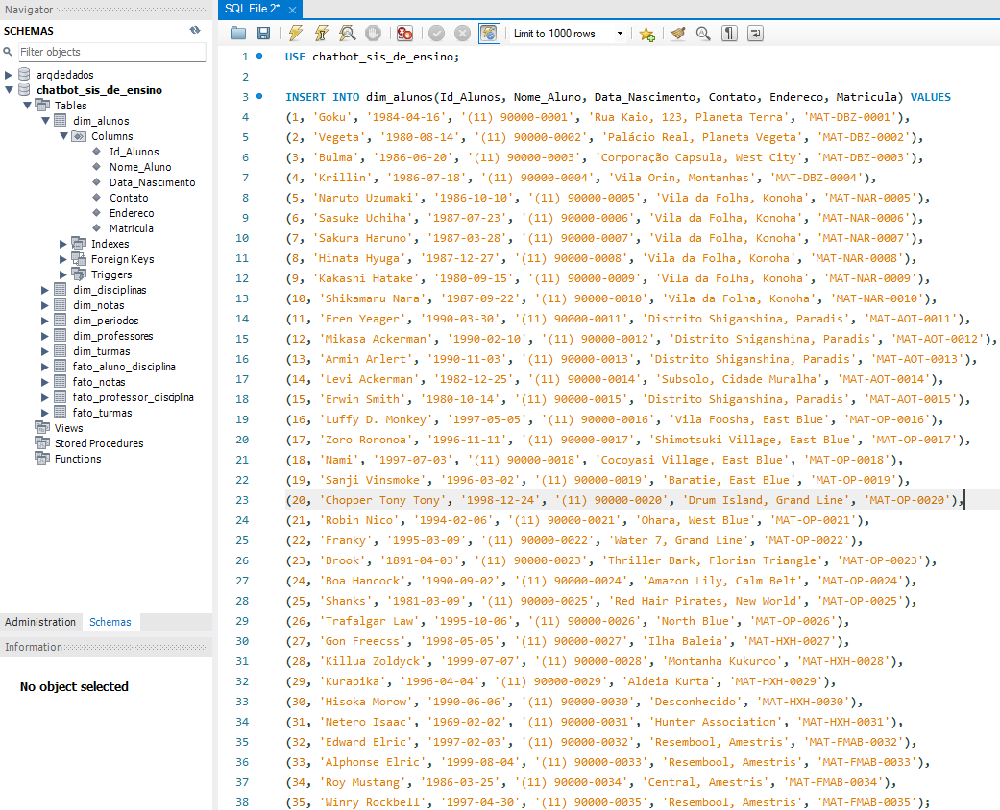 Navigator
SCHEMAS
Filter objects
arqdedados
chatbot_sis_de_ensino
Tables
dim_alunos
Columns
Id_Alunos
Nome_Aluno
Data_Nascimento
Contato
Endereco
Matricula
Indexes
Foreign Keys
Triggers
dim_disciplinas
dim_notas
dim_periodos
dim_professores
dim_turmas
fato_aluno_disciplina
fato_notas
fato_professor_disciplina
fato_turmas
Views
Stored Procedures
Functions
Administration Schemas
Information
No object selected
SQL File 2*
Limit to 1000 rows
1 USE chatbot_sis_de_ensino;
2
3 INSERT INTO dim_alunos(Id_Alunos, Nome_Aluno, Data_Nascimento, Contato, Endereco, Matricula) VALUES
4 (1, 'Goku', '1984-04-16', '(11) 90000-0001', 'Rua Kaio, 123, Planeta Terra', 'MAT-DBZ-0001'),
5 (2, 'Vegeta', '1980-08-14', '(11) 90000-0002', 'Palácio Real, Planeta Vegeta', 'MAT-DBZ-0002'),
6 (3, 'Bulma', '1986-06-20', '(11) 90000-0003', 'Corporação Capsula, West City', 'MAT-DBZ-0003'),
7 (4, 'Krillin', '1986-07-18', '(11) 90000-0004', 'Vila Orin, Montanhas', 'MAT-DBZ-0004'),
8 (5, 'Naruto Uzumaki', '1986-10-10', '(11) 90000-0005', 'Vila da Folha, Konoha', 'MAT-NAR-0005'),
9 (6, 'Sasuke Uchiha', '1987-07-23', '(11) 90000-0006', 'Vila da Folha, Konoha', 'MAT-NAR-0006'),
10 (7, 'Sakura Haruno', '1987-03-28', '(11) 90000-0007', 'Vila da Folha, Konoha', 'MAT-NAR-0007'),
11 (8, 'Hinata Hyuga', '1987-12-27', '(11) 90000-0008', 'Vila da Folha, Konoha', 'MAT-NAR-0008'),
12 (9, 'Kakashi Hatake', '1980-09-15', '(11) 90000-0009', 'Vila da Folha, Konoha', 'MAT-NAR-0009'),
13 (10, 'Shikamaru Nara', '1987-09-22', '(11) 90000-0010', 'Vila da Folha, Konoha', 'MAT-NAR-0010'),
14 (11, 'Eren Yeager', '1990-03-30', '(11) 90000-0011', 'Distrito Shiganshina, Paradis', 'MAT-AOT-0011'),
15 (12, 'Mikasa Ackerman', '1990-02-10', '(11) 90000-0012', 'Distrito Shiganshina, Paradis', 'MAT-AOT-0012'),
16 (13, 'Armin Arlert', '1990-11-03', '(11) 90000-0013', 'Distrito Shiganshina, Paradis', 'MAT-AOT-0013'),
17 (14, 'Levi Ackerman', '1982-12-25', '(11) 90000-0014', 'Subsolo, Cidade Muralha', 'MAT-AOT-0014'),
18 (15, 'Erwin Smith', '1980-10-14', '(11) 90000-0015', 'Distrito Shiganshina, Paradis', 'MAT-AOT-0015'),
19 (16, 'Luffy D. Monkey', '1997-05-05', '(11) 90000-0016', 'Vila Foosha, East Blue', 'MAT-OP-0016'),
20 (17, 'Zoro Roronoa', '1996-11-11', '(11) 90000-0017', 'Shimotsuki Village, East Blue', 'MAT-OP-0017'),
21 (18, 'Nami', '1997-07-03', '(11) 90000-0018', 'Cocoyasi Village, East Blue', 'MAT-OP-0018'),
22 (19, 'Sanji Vinsmoke', '1996-03-02', '(11) 90000-0019', 'Baratie, East Blue', 'MAT-OP-0019'),
23 (20, 'Chopper Tony Tony', '1998-12-24', '(11) 90000-0020', 'Drum Island, Grand Line', 'MAT-OP-0020'),
24 (21, 'Robin Nico', '1994-02-06', '(11) 90000-0021', 'Ohara, West Blue', 'MAT-OP-0021'),
25 (22, 'Franky', '1995-03-09', '(11) 90000-0022', 'Water 7, Grand Line', 'MAT-OP-0022'),
26 (23, 'Brook', '1891-04-03', '(11) 90000-0023', 'Thriller Bark, Florian Triangle', 'MAT-OP-0023'),
27 (24, 'Boa Hancock', '1990-09-02', '(11) 90000-0024', 'Amazon Lily, Calm Belt', 'MAT-OP-0024'),
28 (25, 'Shanks', '1981-03-09', '(11) 90000-0025', 'Red Hair Pirates, New World', 'MAT-OP-0025'),
29 (26, 'Trafalgar Law', '1995-10-06', '(11) 90000-0026', 'North Blue', 'MAT-OP-0026'),
30 (27, 'Gon Freecss', '1998-05-05', '(11) 90000-0027', 'Ilha Baleia', 'MAT-HXH-0027'),
31 (28, 'Killua Zoldyck', '1999-07-07', '(11) 90000-0028', 'Montanha Kukuroo', 'MAT-HXH-0028'),
32 (29, 'Kurapika', '1996-04-04', '(11) 90000-0029', 'Aldeia Kurta', 'MAT-HXH-0029'),
33 (30, 'Hisoka Morow', '1990-06-06', '(11) 90000-0030', 'Desconhecido', 'MAT-HXH-0030'),
34 (31, 'Netero Isaac', '1969-02-02', '(11) 90000-0031', 'Hunter Association', 'MAT-HXH-0031'),
35 (32, 'Edward Elric', '1997-02-03', '(11) 90000-0032', 'Resembool, Amestris', 'MAT-FMAB-0032'),
36 (33, 'Alphonse Elric', '1999-08-04', '(11) 90000-0033', 'Resembool, Amestris', 'MAT-FMAB-0033'),
37 (34, 'Roy Mustang', '1986-03-25', '(11) 90000-0034', 'Central, Amestris', 'MAT-FMAB-0034'),
38 (35, 'Winry Rockbell', '1997-04-30', '(11) 90000-0035', 'Resembool, Amestris', 'MAT-FMAB-0035');